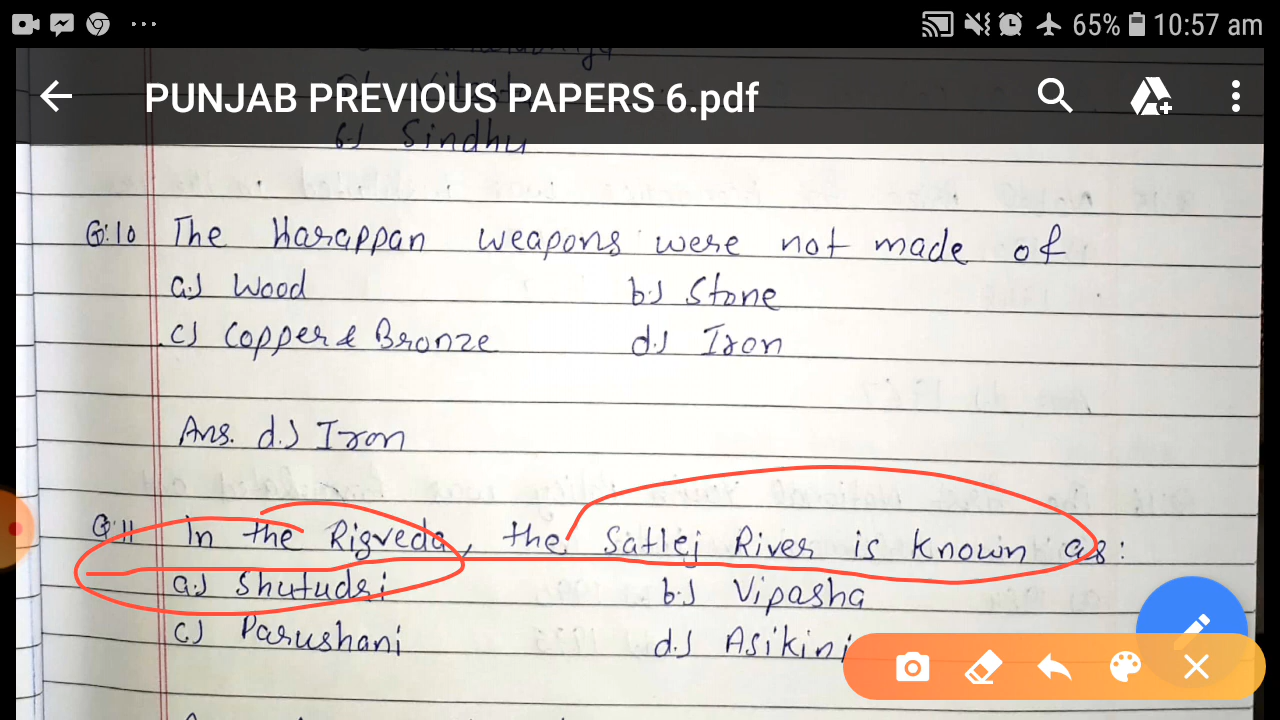 65% 10:57 am
PUNJAB PREVIOUS PAPERS 6.pdf
6.) Sindhu
Q.10 The Harappan weapons were not made of
a.) Wood b.) Stone
c) Copper & Bronze d.) Iron
Ans. d.) Iron
Q.11 In the Rigveda, the Satlej River is known as:
a.) Shutudri b.) Vipasha
c) Parushani d.) Asikini